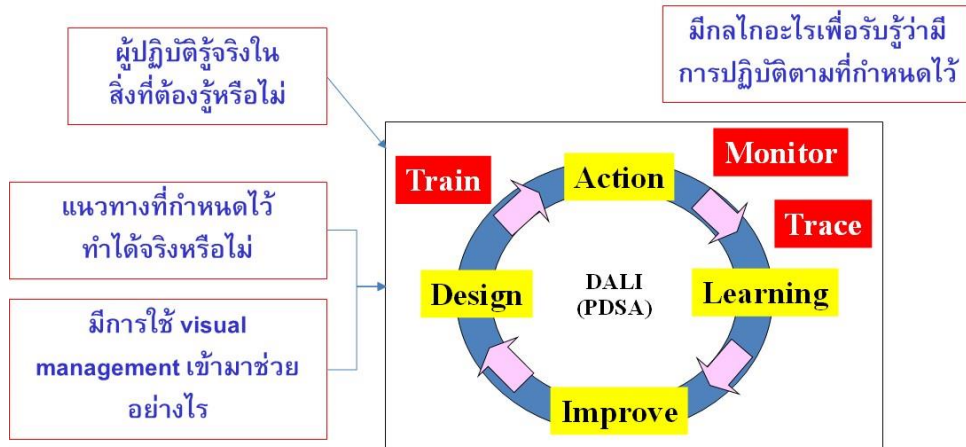 ผู้ปฏิบัติรู้จริงใน
สิ่งที่ต้องรู้หรือไม่
มีกลไกอะไรเพื่อรับรู้ว่ามี
การปฏิบัติตามที่กำหนดไว้
แนวทางที่กำหนดไว้
ทำได้จริงหรือไม่
มีการใช้ visual
management เข้ามาช่วย
อย่างไร
Train
Action
Monitor
Trace
Design
DALI
(PDSA)
Learning
Improve